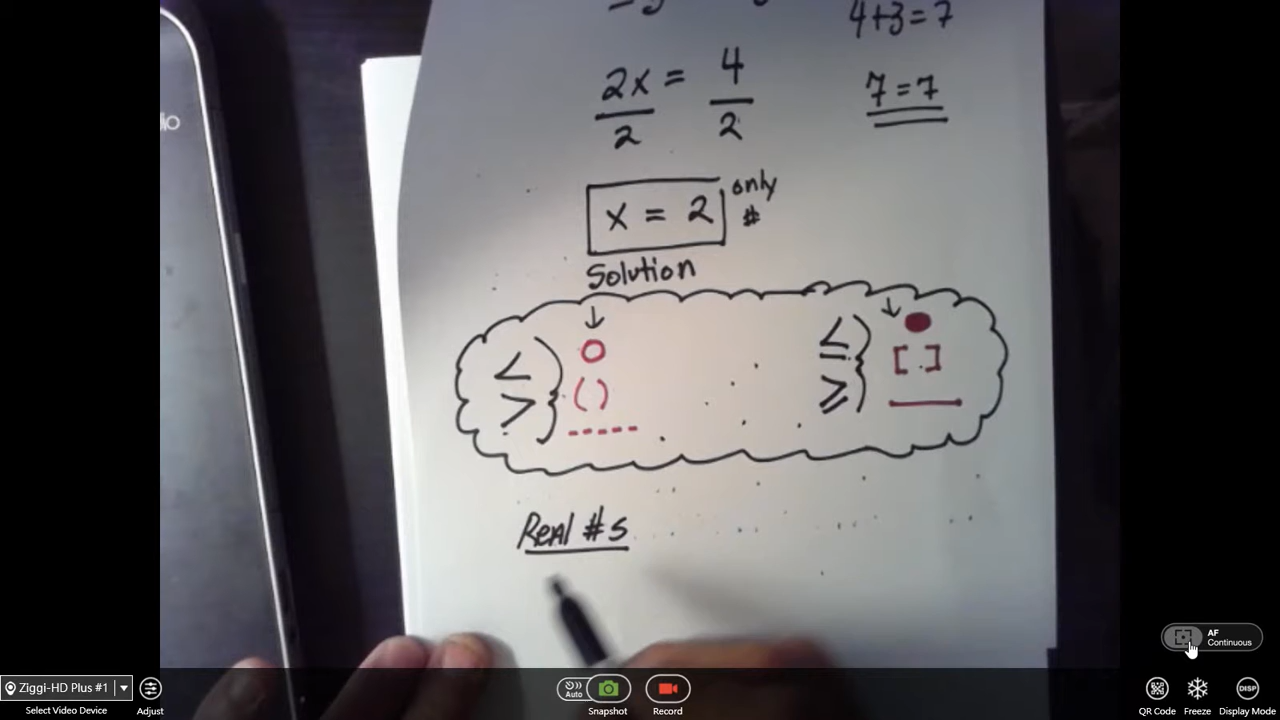 4+3=7
2x = 4
2 2
7=7
x = 2 only #
Solution
< > ( )
≤ ≥ [ ]
Real #s
AF
Continuous
Ziggi-HD Plus #1
Select Video Device
Adjust
Auto
Snapshot
Record
QR Code
Freeze
DISP
Display Mode